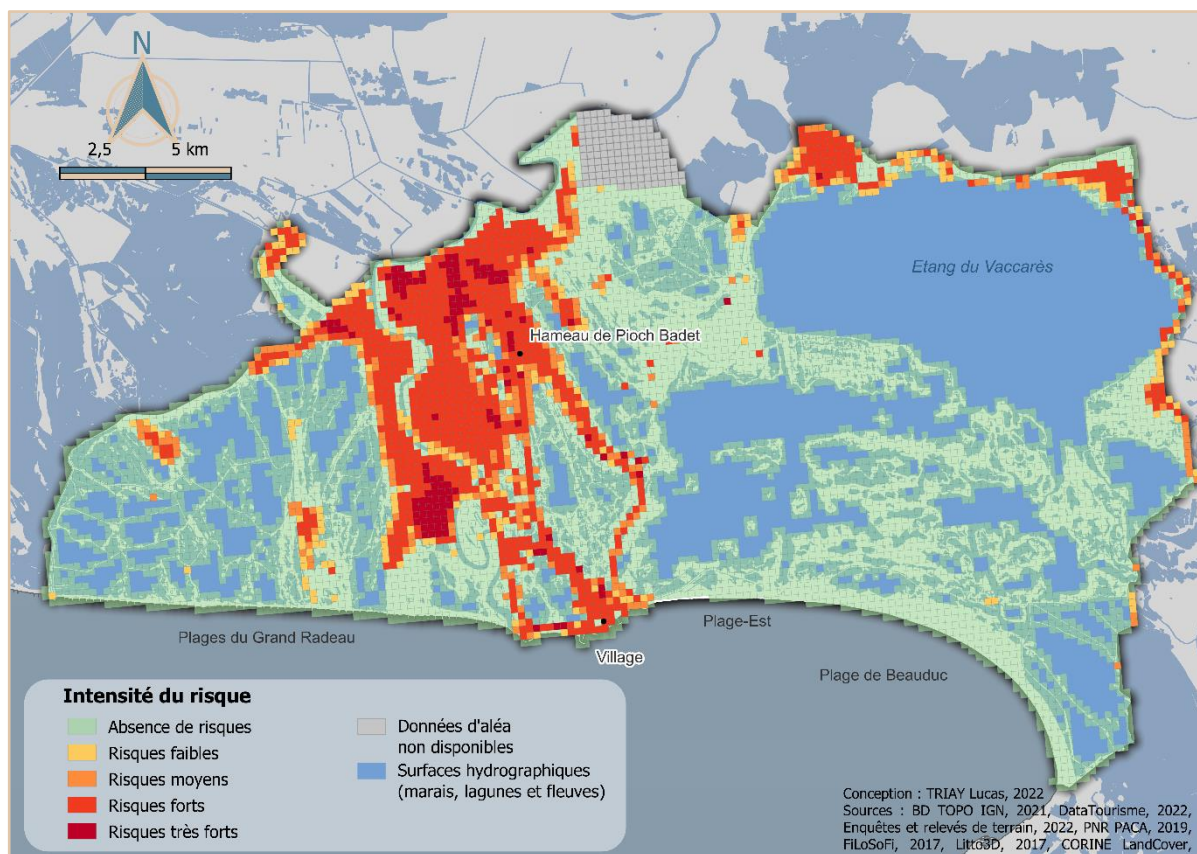 N
2,5 5 km
Etang du Vaccarès
Hameau de Pioch Badet
Plages du Grand Radeau
Village
Plage-Est
Plage de Beauduc
Intensité du risque
Absence de risques
Risques faibles
Risques moyens
Risques forts
Risques très forts
Données d'aléa
non disponibles
Surfaces hydrographiques
(marais, lagunes et fleuves)
Conception : TRIAY Lucas, 2022
Sources : BD TOPO IGN, 2021, DataTourisme, 2022,
Enquêtes et relevés de terrain, 2022, PNR PACA, 2019,
FiLoSoFi, 2017, Litto3D, 2017, CORINE LandCover,